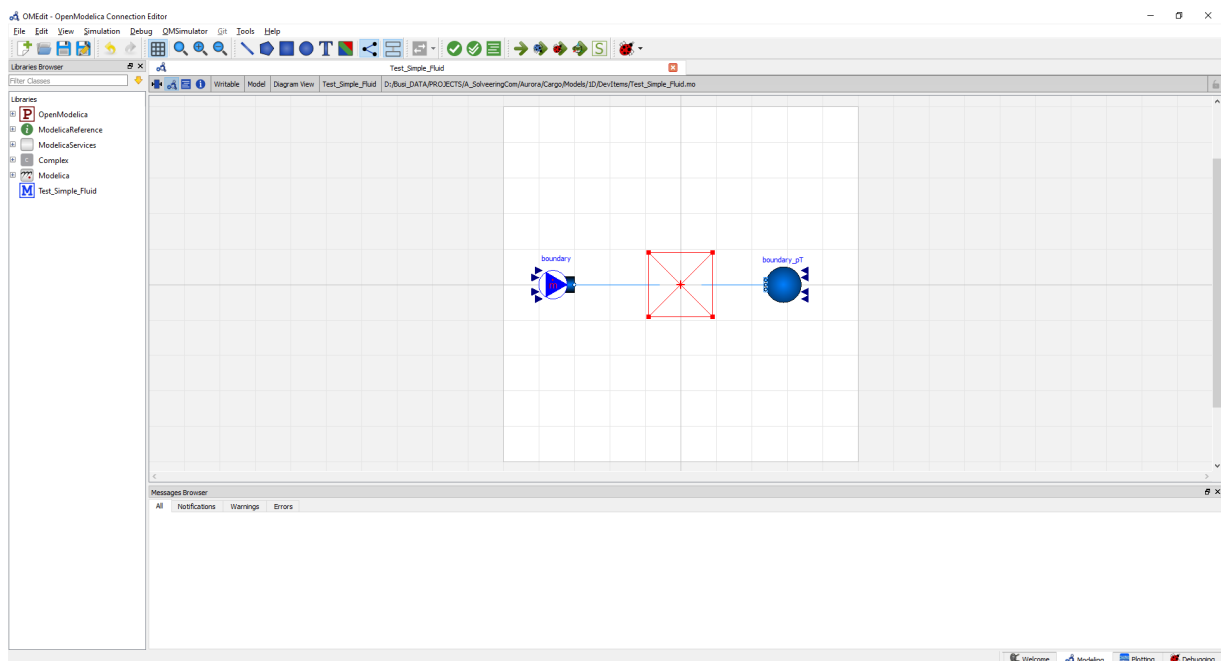 OMEdit - OpenModelica Connection Editor
File Edit View Simulation Debug OMSimulator Git Tools Help
T
S
Libraries Browser
Test_Simple_Fluid
Filter Classes
Writable Model Diagram View Test_Simple_Fluid D:/Busi_DATA/PROJECTS/A_SolveeringCom/Aurora/Cargo/Models/1D/DevItems/Test_Simple_Fluid.mo
Libraries
P OpenModelica
i ModelicaReference
ModelicaServices
C Complex
Modelica
M Test_Simple_Fluid
boundary
boundary_pT
m
Messages Browser
All Notifications Warnings Errors
Welcome Modeling Plotting Debugging